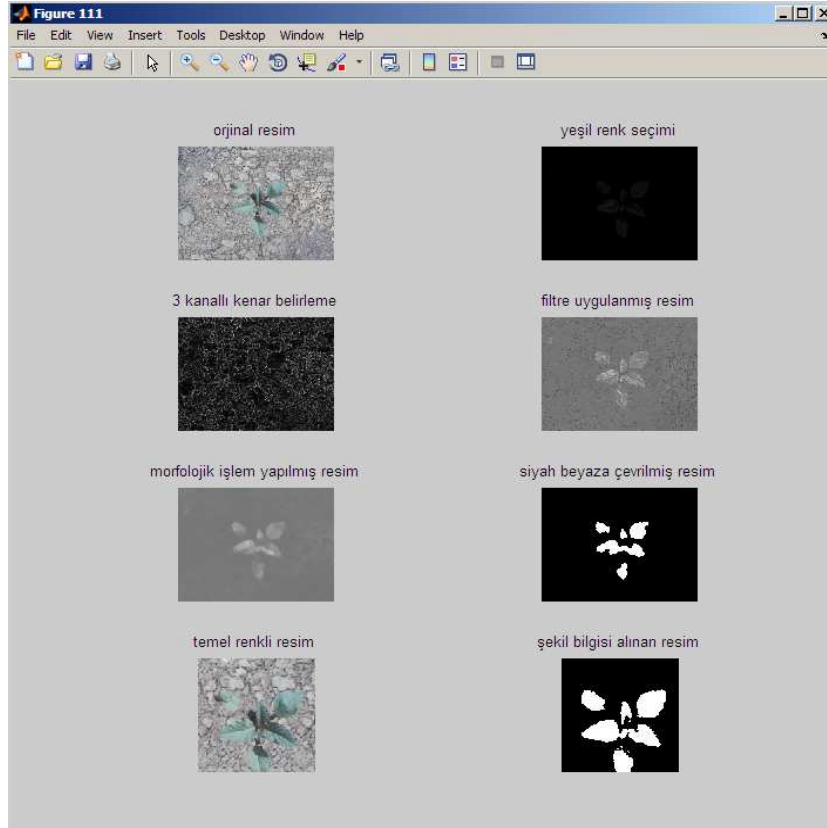 Figure 111
File Edit View Insert Tools Desktop Window Help
orjinal resim
yeşil renk seçimi
3 kanallı kenar belirleme
filtre uygulanmış resim
morfolojik işlem yapılmış resim
siyah beyaza çevrilmiş resim
temel renkli resim
şekil bilgisi alınan resim